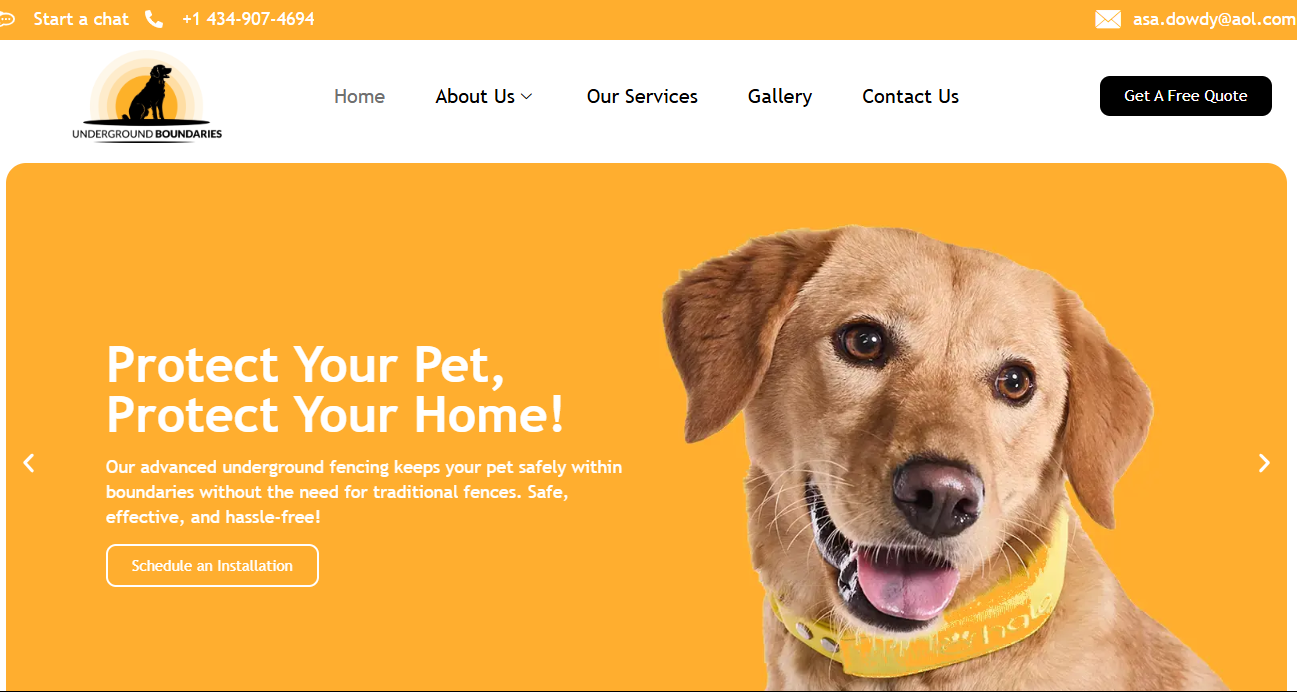 Start a chat
+1 434-907-4694
asa.dowdy@aol.com
UNDERGROUND BOUNDARIES
Home
About Us
Our Services
Gallery
Contact Us
Get A Free Quote
Protect Your Pet,
Protect Your Home!
Our advanced underground fencing keeps your pet safely within
boundaries without the need for traditional fences. Safe,
effective, and hassle-free!
Schedule an Installation